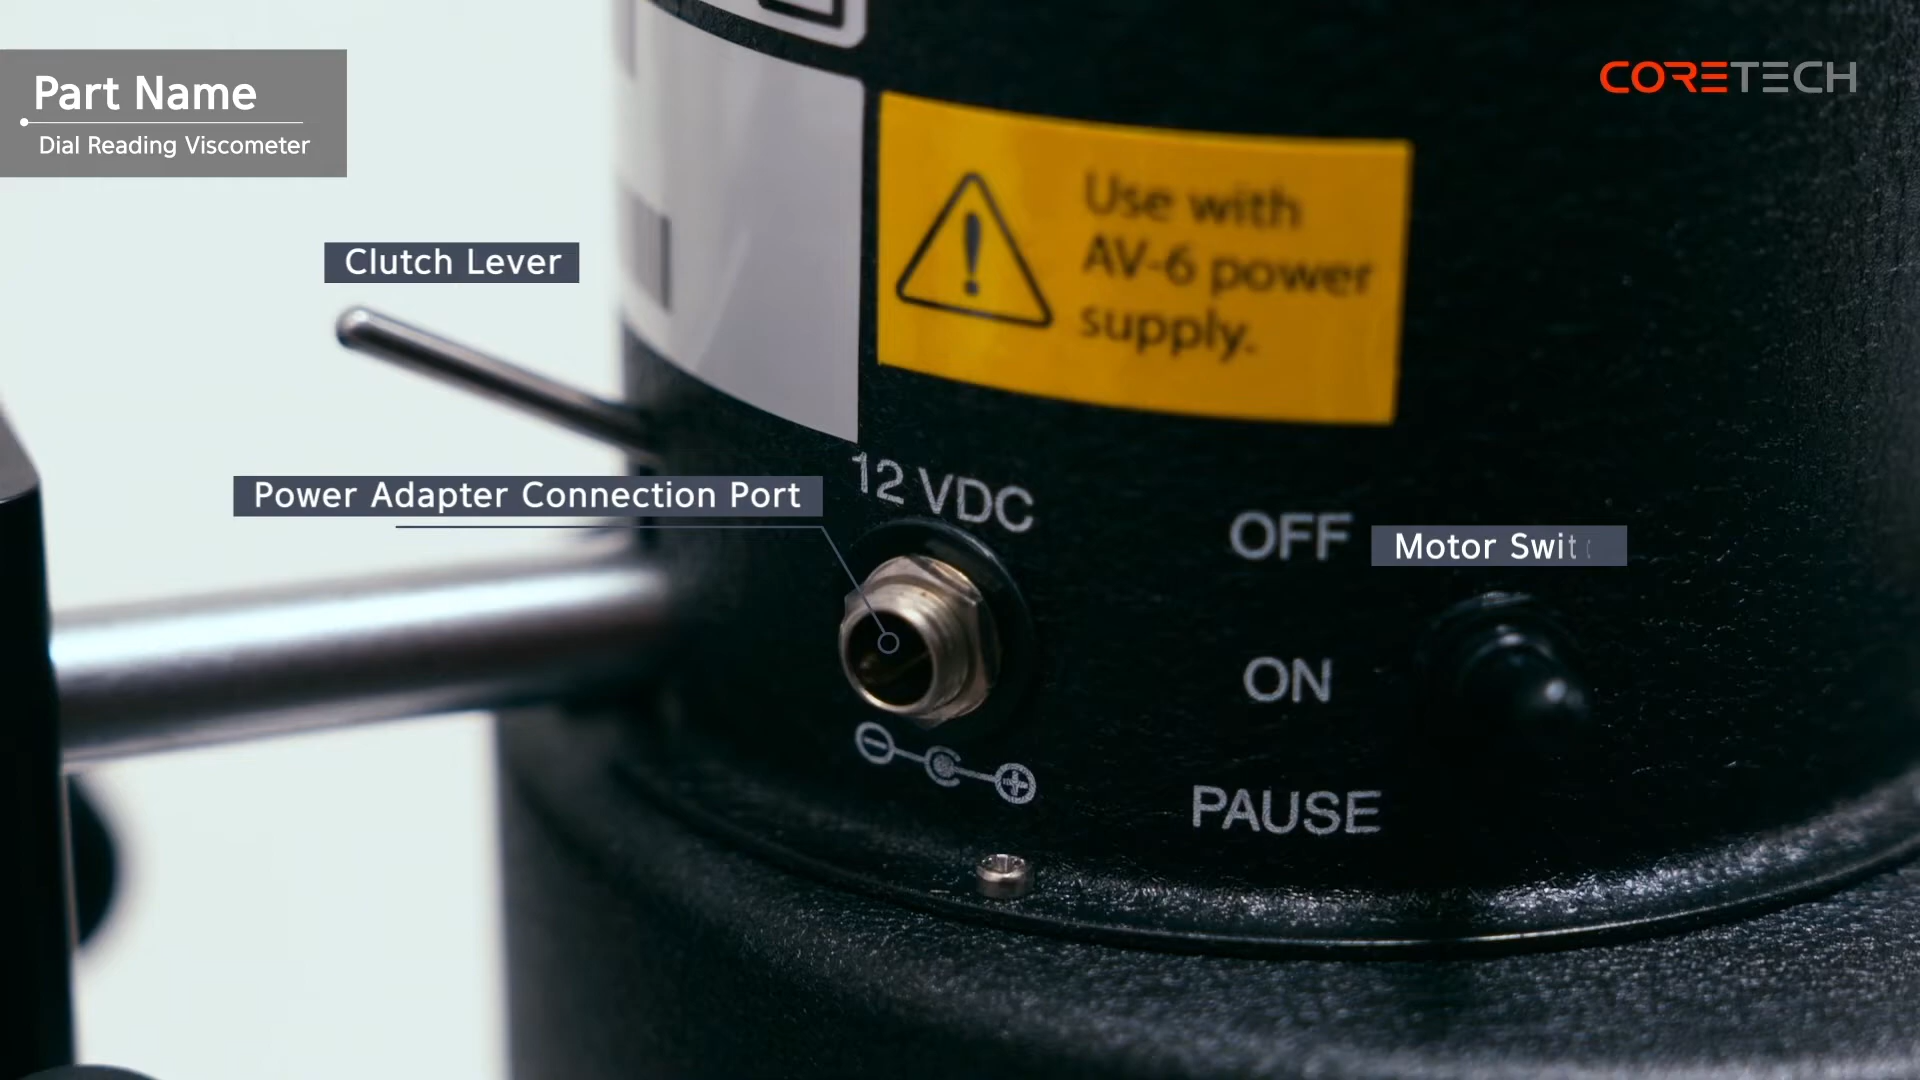 Part Name
Dial Reading Viscometer
CORETECH
Use with
AV-6 power
supply.
Clutch Lever
Power Adapter Connection Port
12 VDC
OFF
Motor Swit
ON
PAUSE